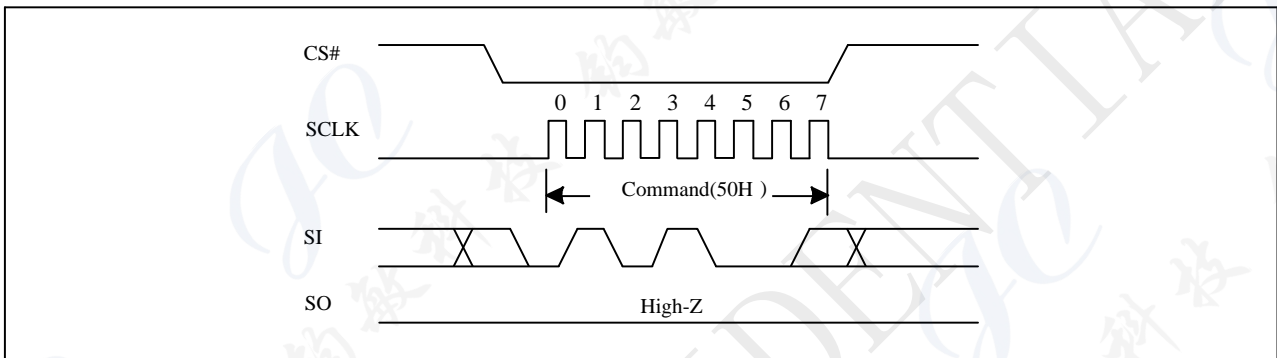 CS#
0 1 2 3 4 5 6 7
SCLK
Command(50H )
SI
SO
High-Z